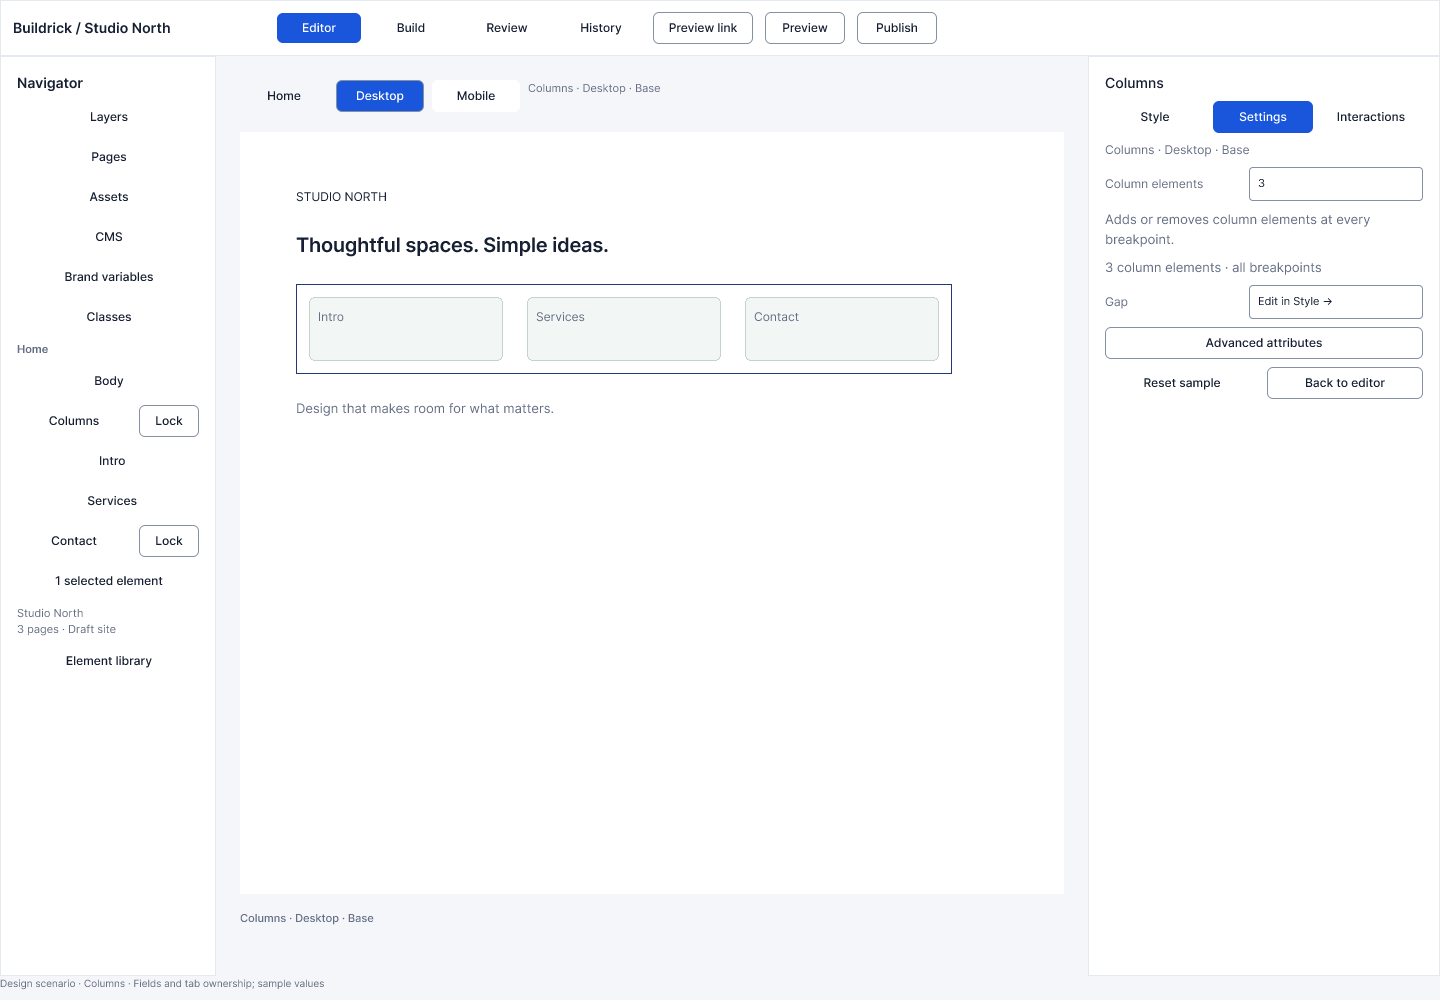 Buildrick / Studio North
Editor
Build
Review
History
Preview link
Preview
Publish
Navigator
Layers
Pages
Assets
CMS
Brand variables
Classes
Home
Body
Columns
Lock
Intro
Services
Contact
Lock
1 selected element
Studio North
3 pages · Draft site
Element library
Home
Desktop
Mobile
Columns · Desktop · Base
STUDIO NORTH
Thoughtful spaces. Simple ideas.
Intro
Services
Contact
Design that makes room for what matters.
Columns · Desktop · Base
Columns
Style
Settings
Interactions
Columns · Desktop · Base
Column elements
3
Adds or removes column elements at every
breakpoint.
3 column elements · all breakpoints
Gap
Edit in Style →
Advanced attributes
Reset sample
Back to editor
Design scenario · Columns · Fields and tab ownership; sample values